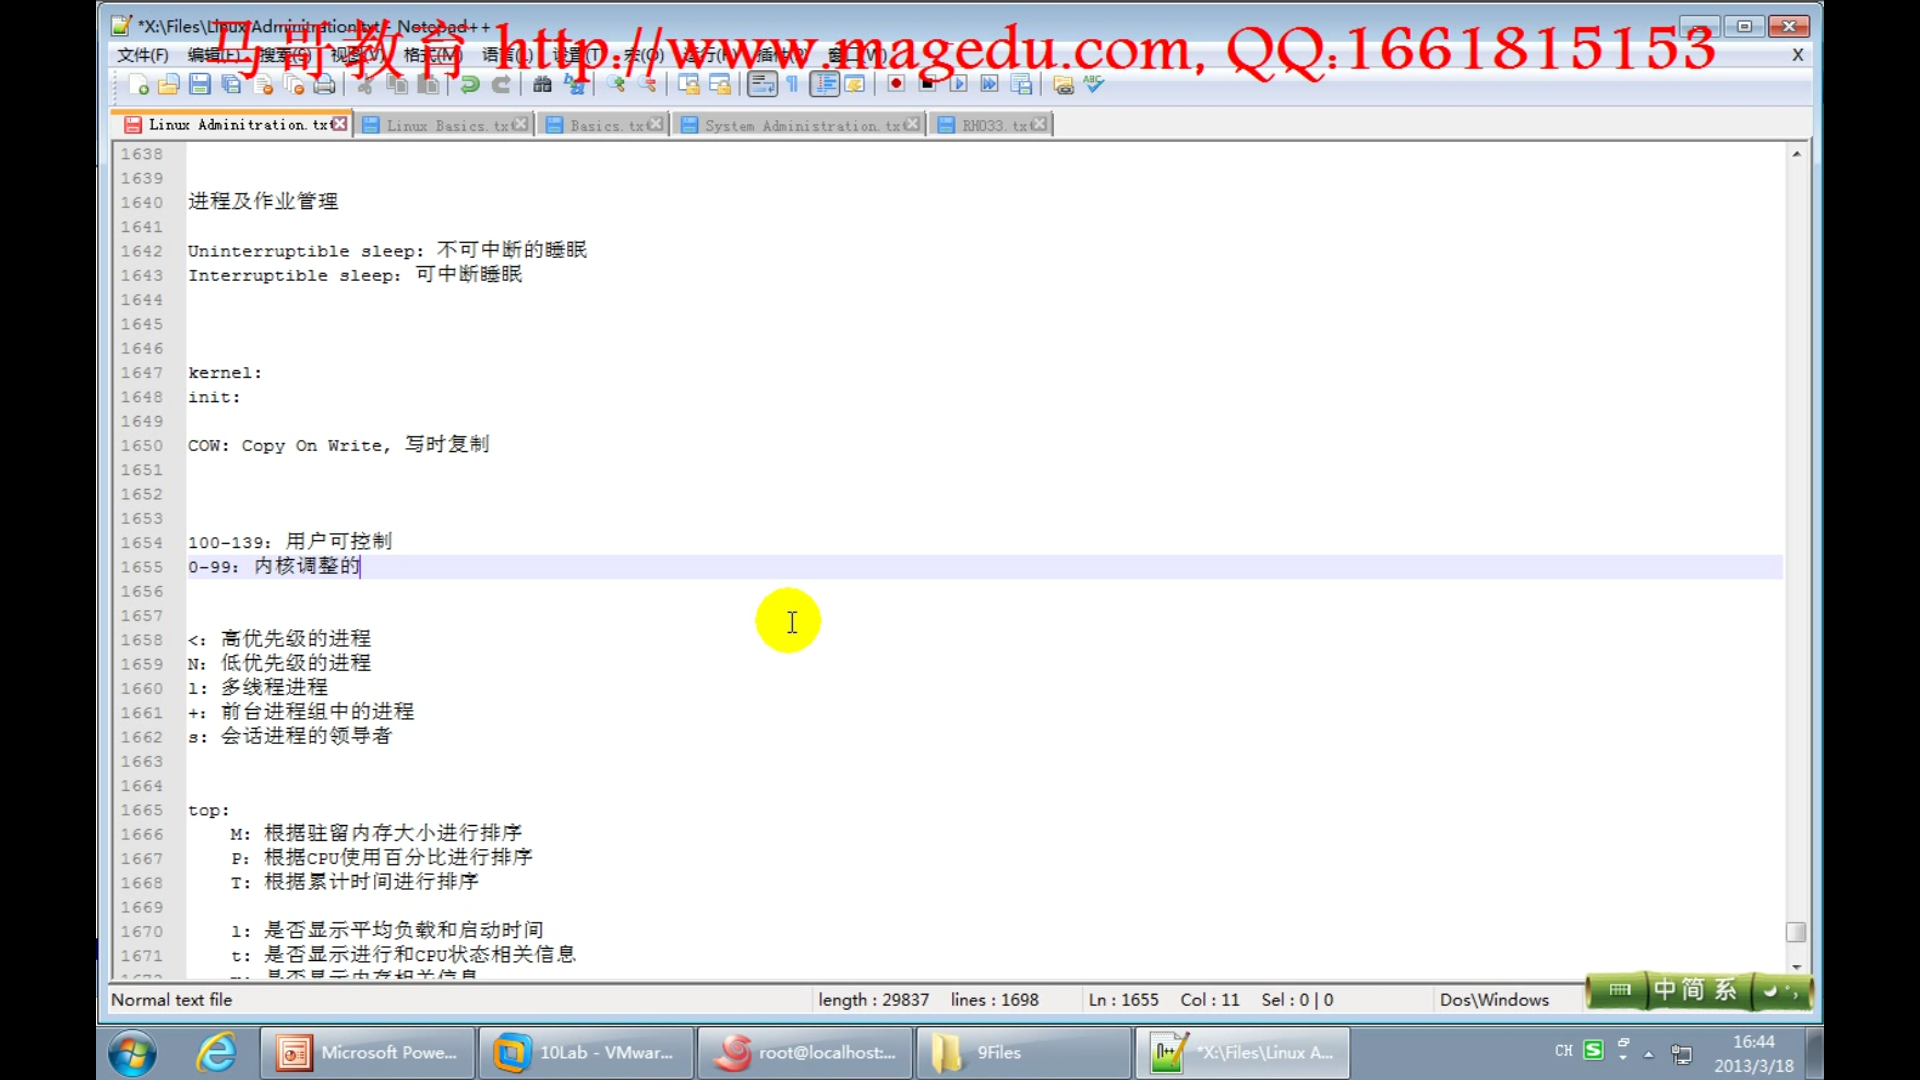 *X:\Files\Linux Adminitration.txt - Notepad++
马哥教育 http://www.magedu.com, QQ:1661815153
文件(F) 编辑(E) 搜索(S) 视图(V) 格式(M) 语言(L) 设置(T) 宏(O) 运行(R) 插件(P) 窗口(W) X
Linux Adminitration.txt Linux Basics.txt Basics.txt System Administration.txt RH033.txt
1638
1639
1640 进程及作业管理
1641
1642 Uninterruptible sleep: 不可中断的睡眠
1643 Interruptible sleep: 可中断睡眠
1644
1645
1646
1647 kernel:
1648 init:
1649
1650 COW: Copy On Write, 写时复制
1651
1652
1653
1654 100-139: 用户可控制
1655 0-99: 内核调整的
1656
1657
1658 <: 高优先级的进程
1659 N: 低优先级的进程
1660 l: 多线程进程
1661 +: 前台进程组中的进程
1662 s: 会话进程的领导者
1663
1664
1665 top:
1666 M: 根据驻留内存大小进行排序
1667 P: 根据CPU使用百分比进行排序
1668 T: 根据累计时间进行排序
1669
1670 l: 是否显示平均负载和启动时间
1671 t: 是否显示进行和CPU状态相关信息
是否显示内存相关信息
Normal text file length : 29837 lines : 1698 Ln : 1655 Col : 11 Sel : 0 | 0 Dos\Windows
中 简 系
Microsoft Powe... 10Lab - VMwar... root@localhost:... 9Files *X:\Files\Linux A... CH 16:44
2013/3/18